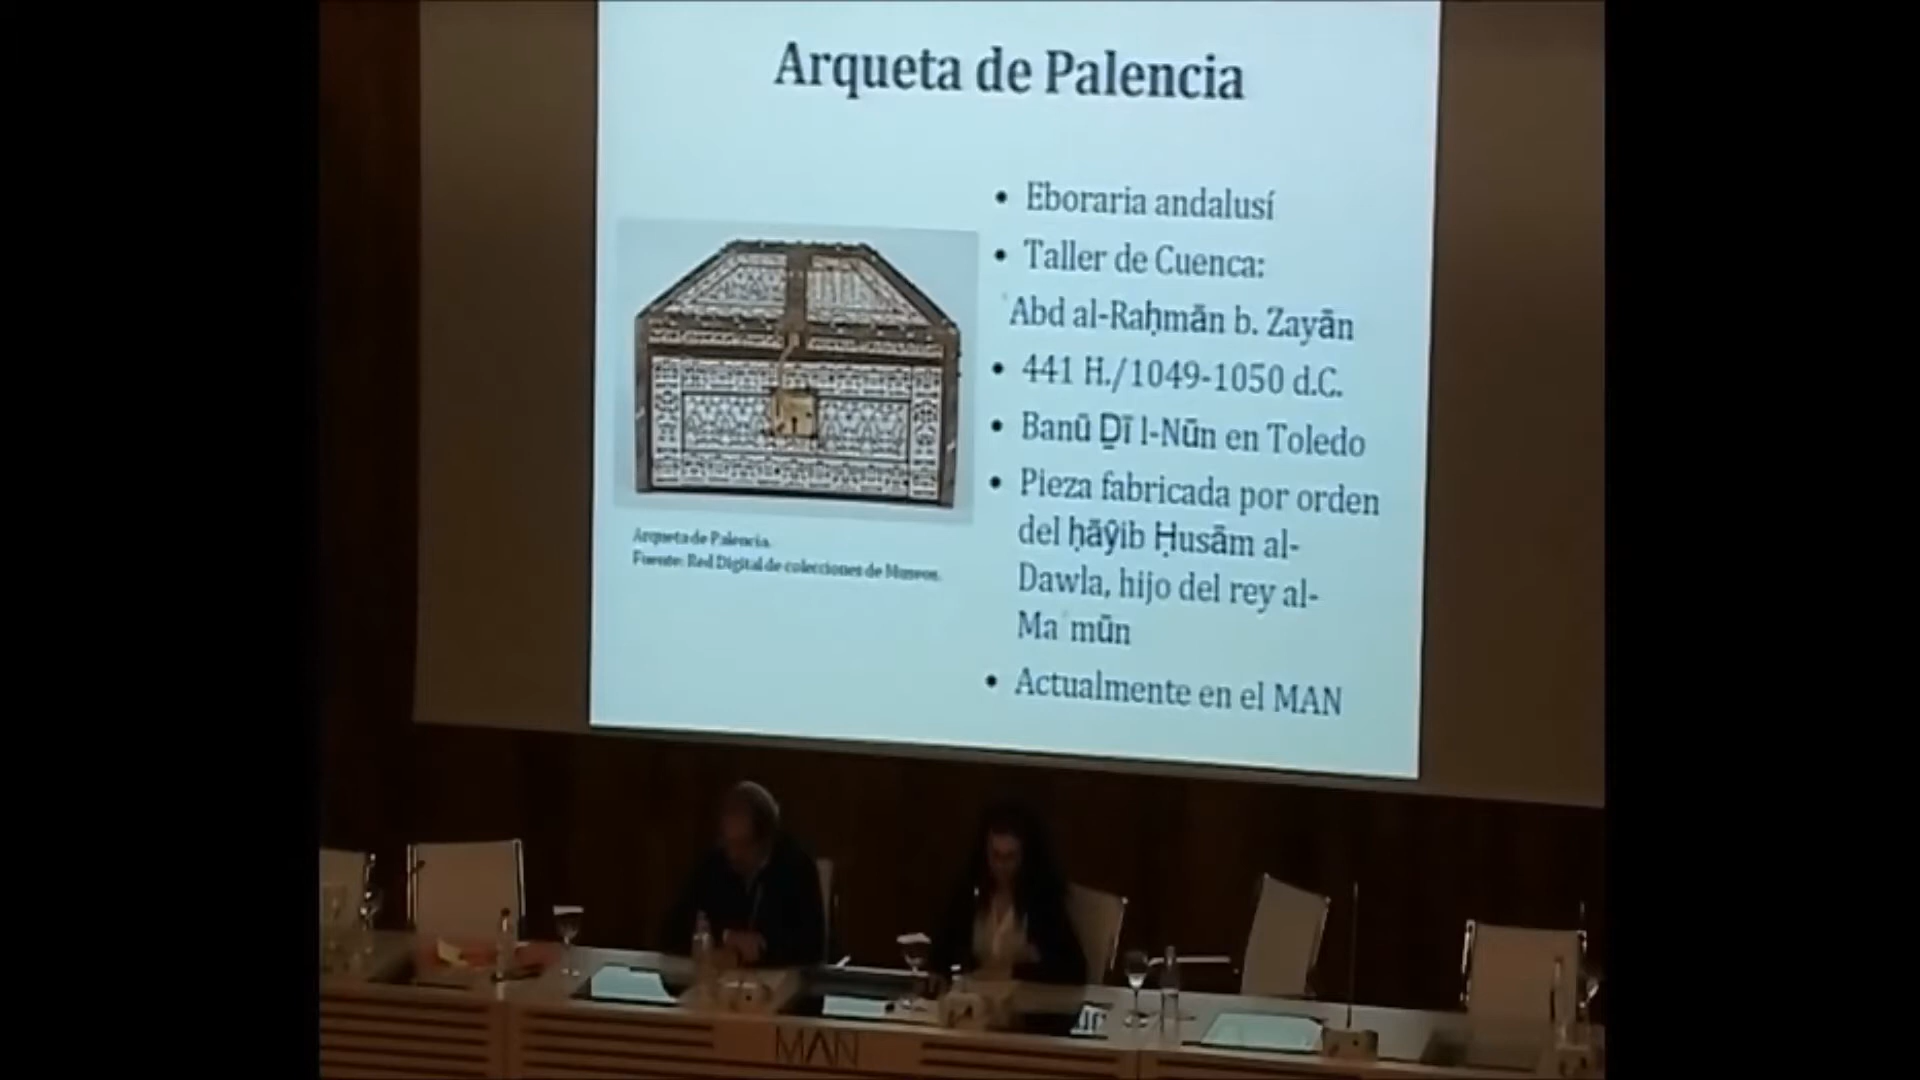 Arqueta de Palencia
• Eboraria andalusí
• Taller de Cuenca:
ʿAbd al-Raḥmān b. Zayān
• 441 H./1049-1050 d.C.
• Banū Ḏī l-Nūn en Toledo
• Pieza fabricada por orden
del ḥāŷib Ḥusām al-
Dawla, hijo del rey al-
Maʾmūn
• Actualmente en el MAN
Arqueta de Palencia.
Fuente: Red Digital de colecciones de Museos.
MAN